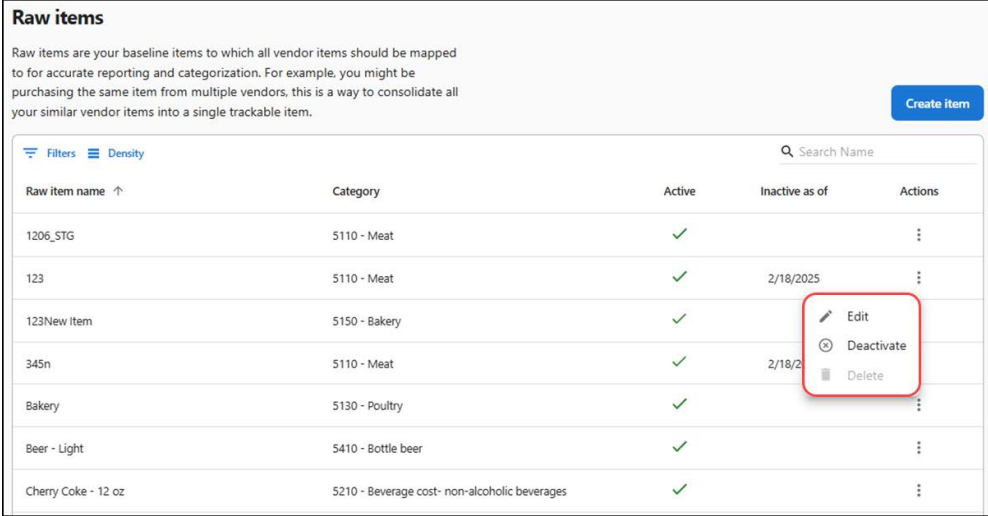 Raw items
Raw items are your baseline items to which all vendor items should be mapped
to for accurate reporting and categorization. For example, you might be
purchasing the same item from multiple vendors, this is a way to consolidate all
your similar vendor items into a single trackable item.
Create item
Filters Density Search Name
Raw item name Category Active Inactive as of Actions
1206_STG 5110 - Meat
123 5110 - Meat 2/18/2025
123New Item 5150 - Bakery
Edit
Deactivate
345n 5110 - Meat 2/18/2
Delete
Bakery 5130 - Poultry
Beer - Light 5410 - Bottle beer
Cherry Coke - 12 oz 5210 - Beverage cost- non-alcoholic beverages